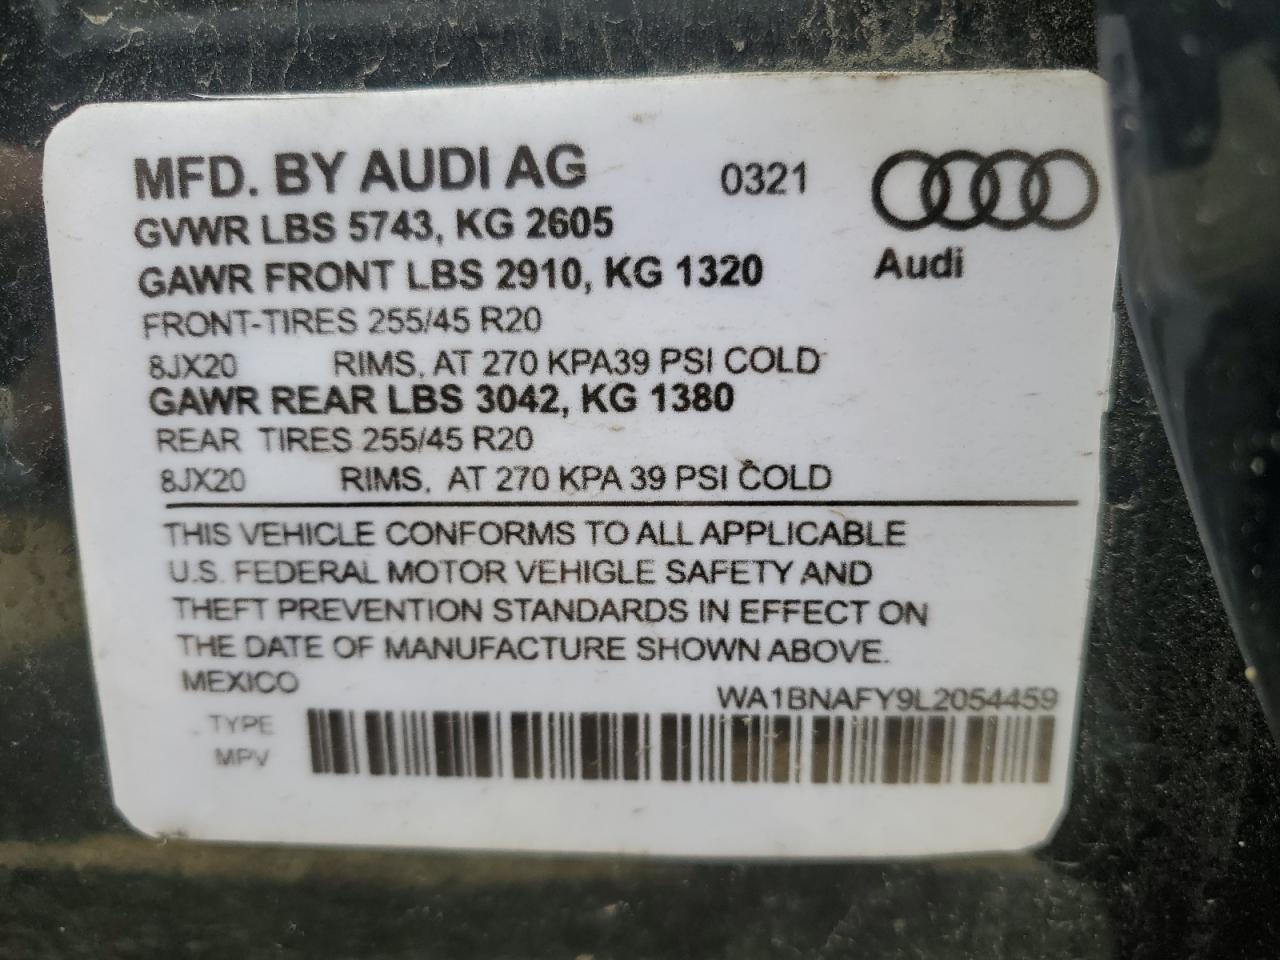 MFD. BY AUDI AG 0321
GVWR LBS 5743, KG 2605
GAWR FRONT LBS 2910, KG 1320
Audi
FRONT-TIRES 255/45 R20
8JX20 RIMS, AT 270 KPA39 PSI COLD
GAWR REAR LBS 3042, KG 1380
REAR TIRES 255/45 R20
8JX20 RIMS, AT 270 KPA 39 PSI COLD
THIS VEHICLE CONFORMS TO ALL APPLICABLE
U.S. FEDERAL MOTOR VEHIGLE SAFETY AND
THEFT PREVENTION STANDARDS IN EFFECT ON
THE DATE OF MANUFACTURE SHOWN ABOVE.
MEXICO WA1BNAFY9L2054459
TYPE
MPV